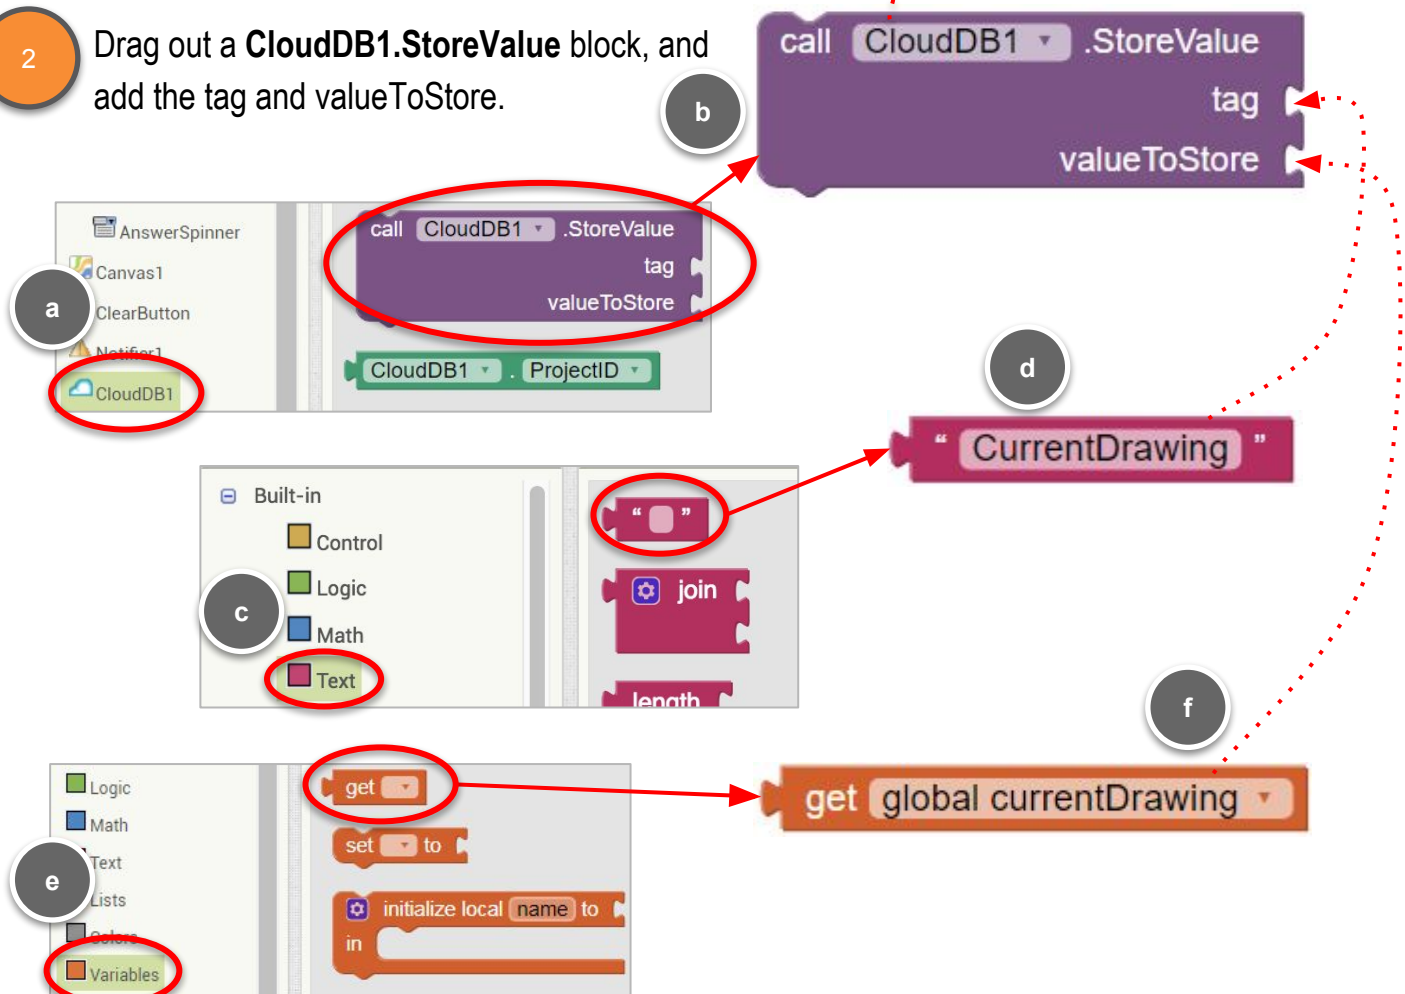 2
Drag out a CloudDB1.StoreValue block, and
add the tag and valueToStore.
b
call CloudDB1 .StoreValue
tag
valueToStore
a
AnswerSpinner
Canvas1
ClearButton
Notifier1
CloudDB1
call CloudDB1 .StoreValue
tag
valueToStore
CloudDB1 . ProjectID
d
“ CurrentDrawing ”
c
Built-in
Control
Logic
Math
Text
“ ”
join
length
f
get global currentDrawing
e
Logic
Math
Text
Lists
Colors
Variables
get
set to
initialize local name to
in